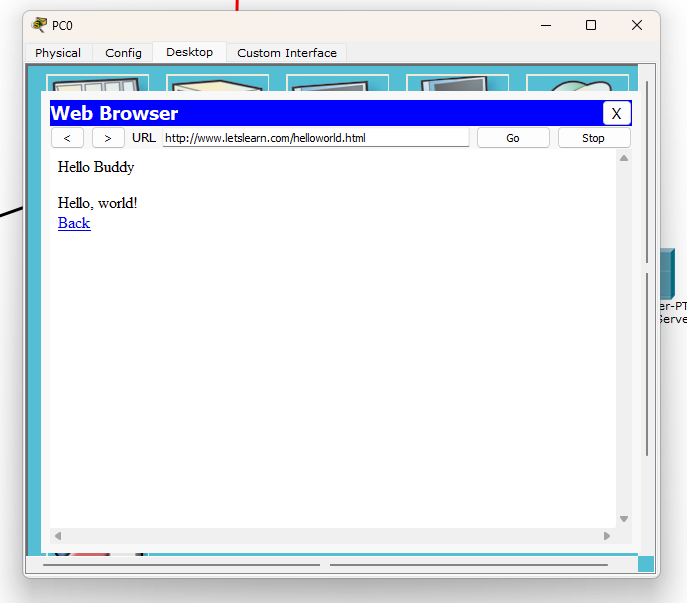 PC0
Physical Config Desktop Custom Interface
Web Browser X
< > URL http://www.letslearn.com/helloworld.html Go Stop
Hello Buddy
Hello, world!
Back
er-PT
Serve